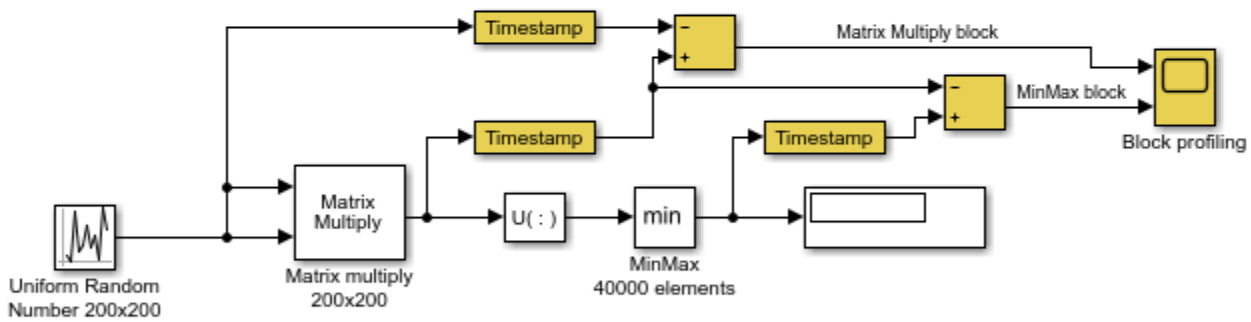 Timestamp
−
+
Matrix Multiply block
−
+
MinMax block
Block profiling
Timestamp
Timestamp
Matrix
Multiply
U( : )
min
Uniform Random
Number 200x200
Matrix multiply
200x200
MinMax
40000 elements